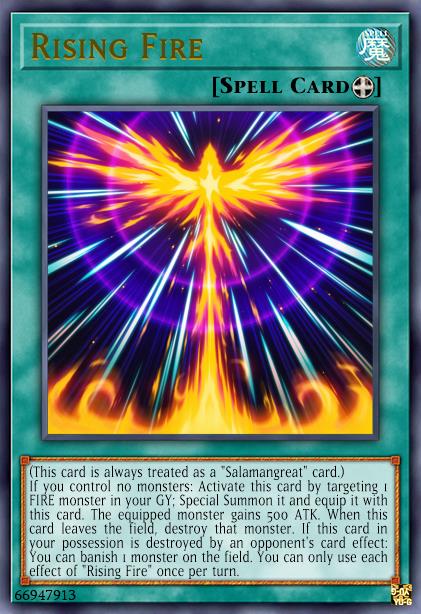 Rising Fire
SPELL
魔
[Spell Card]
(This card is always treated as a "Salamangreat" card.)
If you control no monsters: Activate this card by targeting 1
FIRE monster in your GY; Special Summon it and equip it with
this card. The equipped monster gains 500 ATK. When this
card leaves the field, destroy that monster. If this card in
your possession is destroyed by an opponent's card effect:
You can banish 1 monster on the field. You can only use each
effect of "Rising Fire" once per turn.
66947913